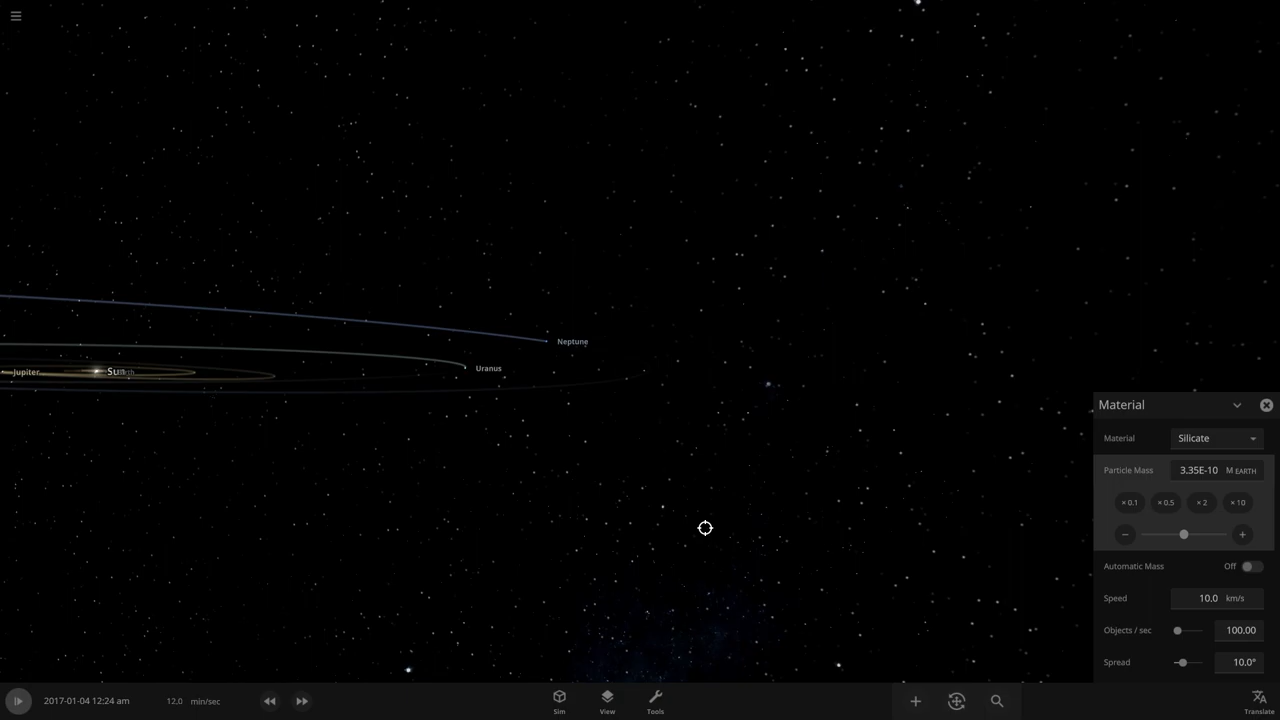 Neptune
Uranus
Jupiter
Sun
Material
Material
Silicate
Particle Mass
3.35E-10 M EARTH
× 0.1
× 0.5
× 2
× 10
Automatic Mass
Off
Speed
10.0 km/s
Objects / sec
100.00
Spread
10.0°
2017-01-04 12:24 am
12.0 min/sec
Sim
View
Tools
Translate